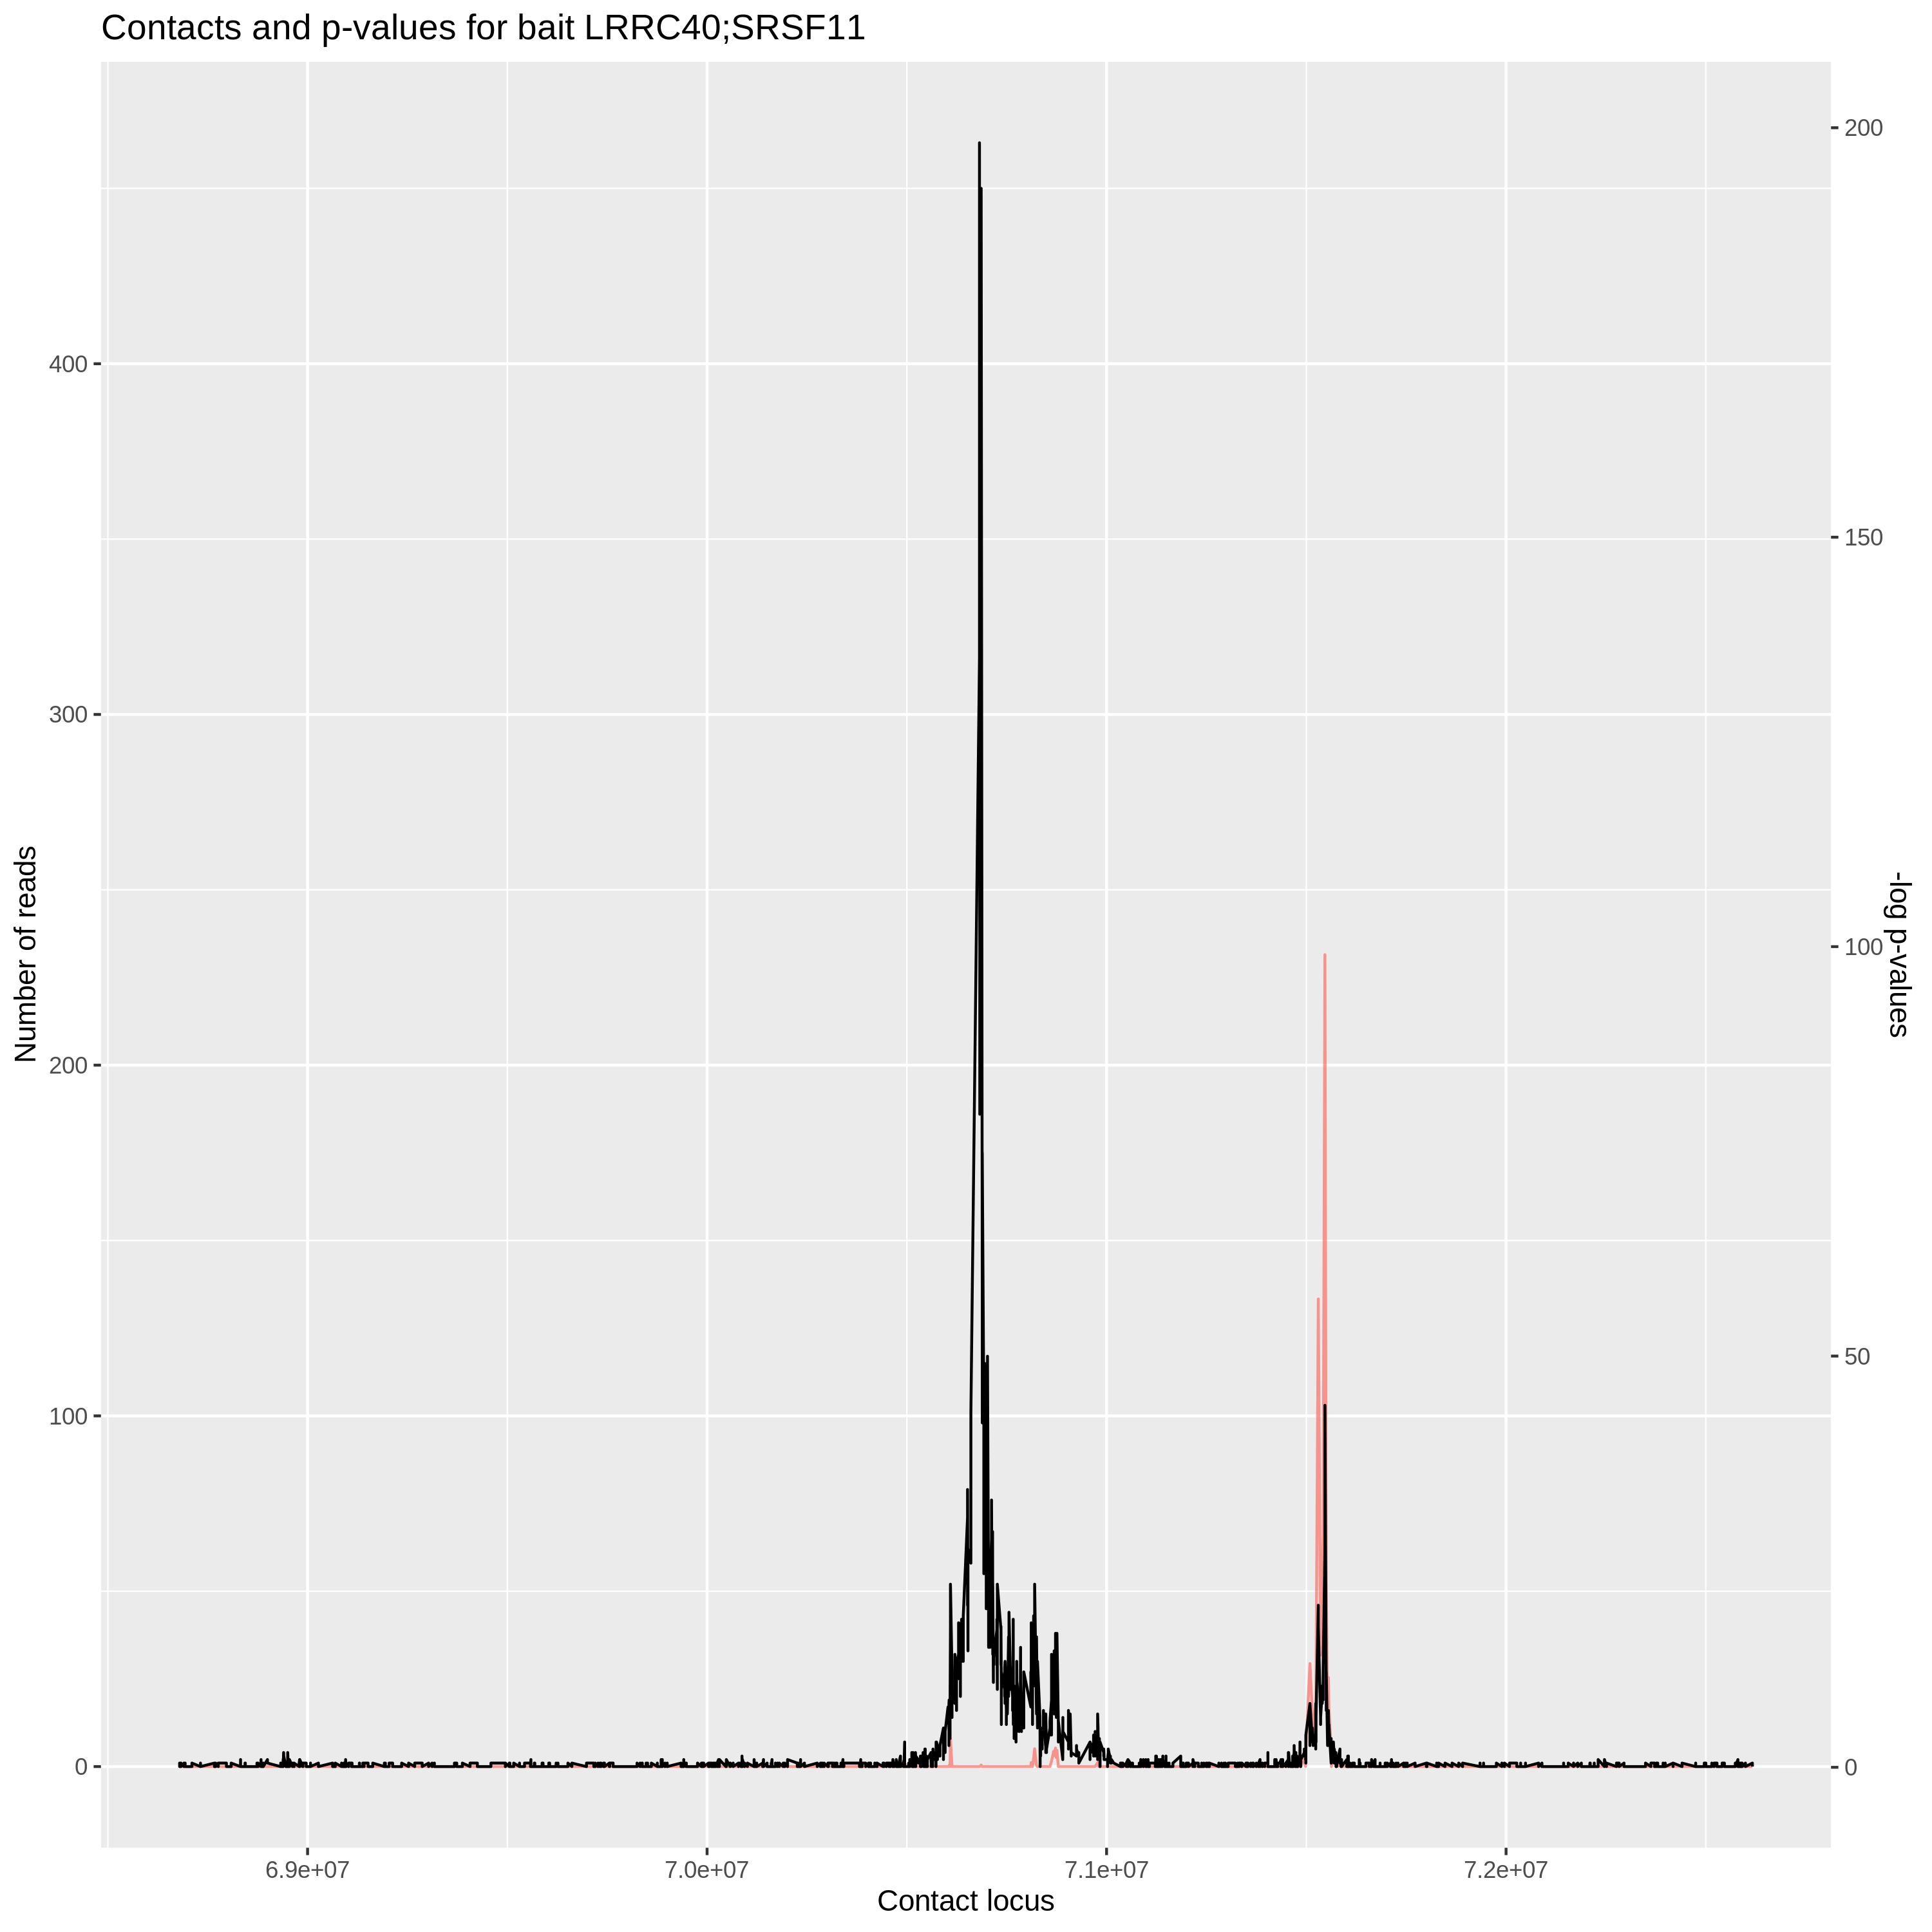 Contacts and p-values for bait LRRC40;SRSF11
200
400
150
300
Number of reads
-log p-values
100
200
50
100
0
0
6.9e+07
7.0e+07
7.1e+07
7.2e+07
Contact locus